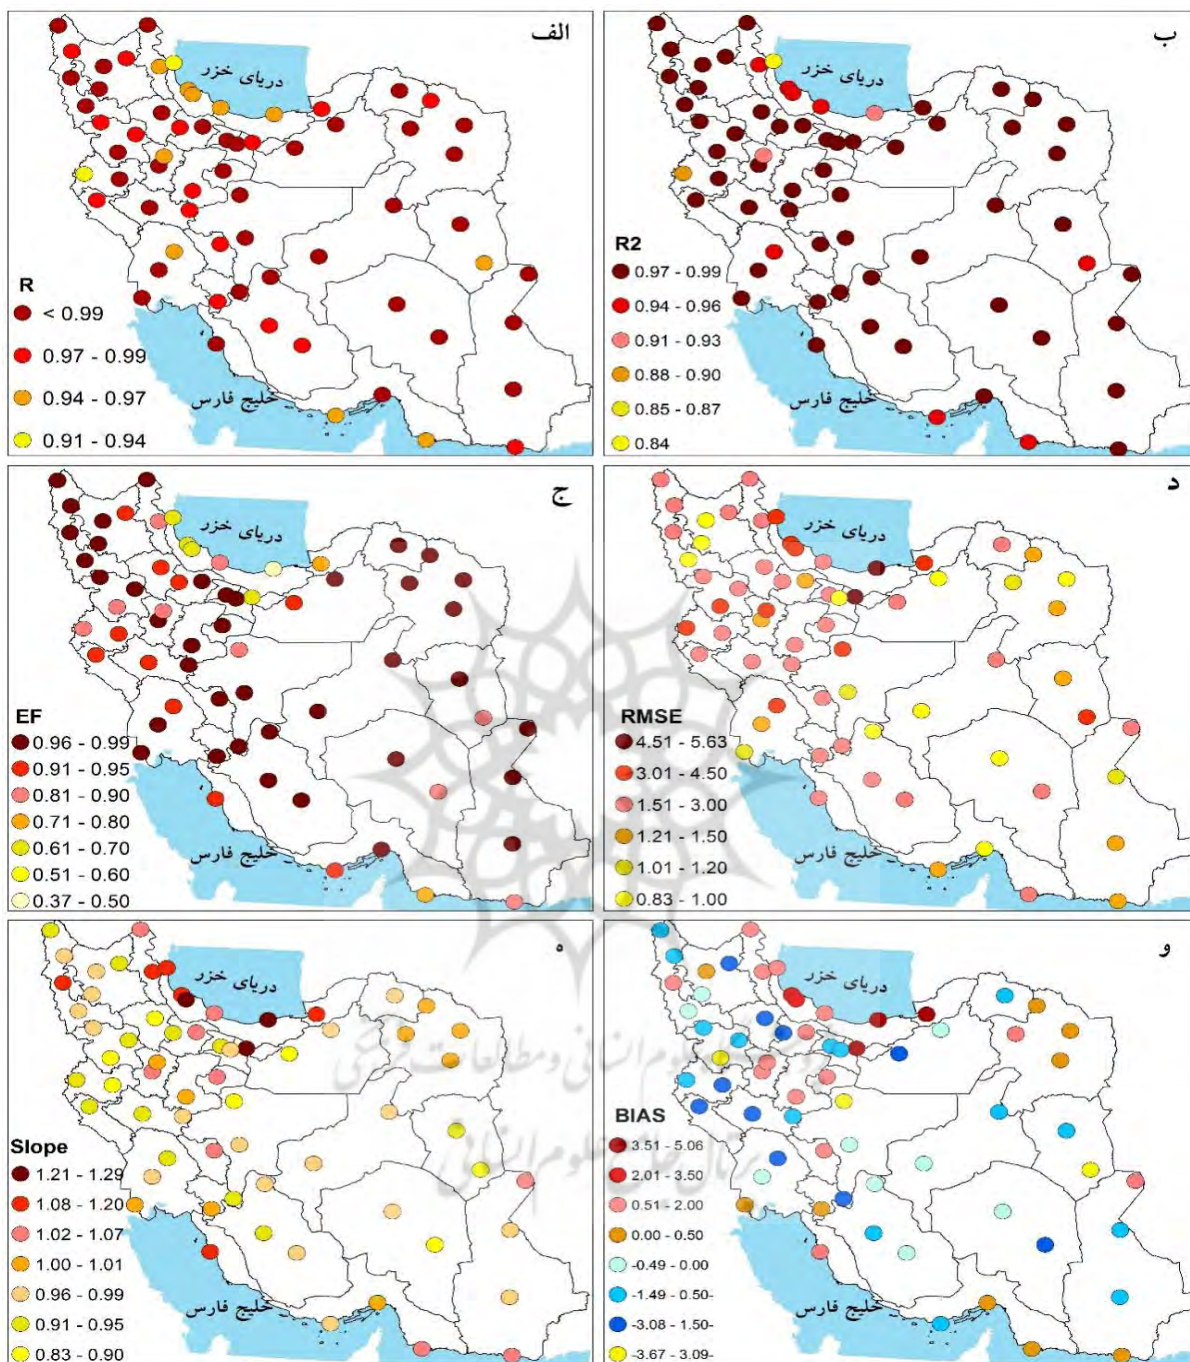 الف
دریای خزر
خلیج فارس
R
< 0.99
0.97 - 0.99
0.94 - 0.97
0.91 - 0.94
ب
دریای خزر
خلیج فارس
R2
0.97 - 0.99
0.94 - 0.96
0.91 - 0.93
0.88 - 0.90
0.85 - 0.87
0.84
ج
دریای خزر
خلیج فارس
EF
0.96 - 0.99
0.91 - 0.95
0.81 - 0.90
0.71 - 0.80
0.61 - 0.70
0.51 - 0.60
0.37 - 0.50
د
دریای خزر
خلیج فارس
RMSE
4.51 - 5.63
3.01 - 4.50
1.51 - 3.00
1.21 - 1.50
1.01 - 1.20
0.83 - 1.00
ه
دریای خزر
خلیج فارس
Slope
1.21 - 1.29
1.08 - 1.20
1.02 - 1.07
1.00 - 1.01
0.96 - 0.99
0.91 - 0.95
0.83 - 0.90
و
دریای خزر
خلیج فارس
BIAS
3.51 - 5.06
2.01 - 3.50
0.51 - 2.00
0.00 - 0.50
-0.49 - 0.00
-1.49 - 0.50-
-3.08 - 1.50-
-3.67 - 3.09-
علوم انسانی و مطالعات فرهنگی
علوم انسانی